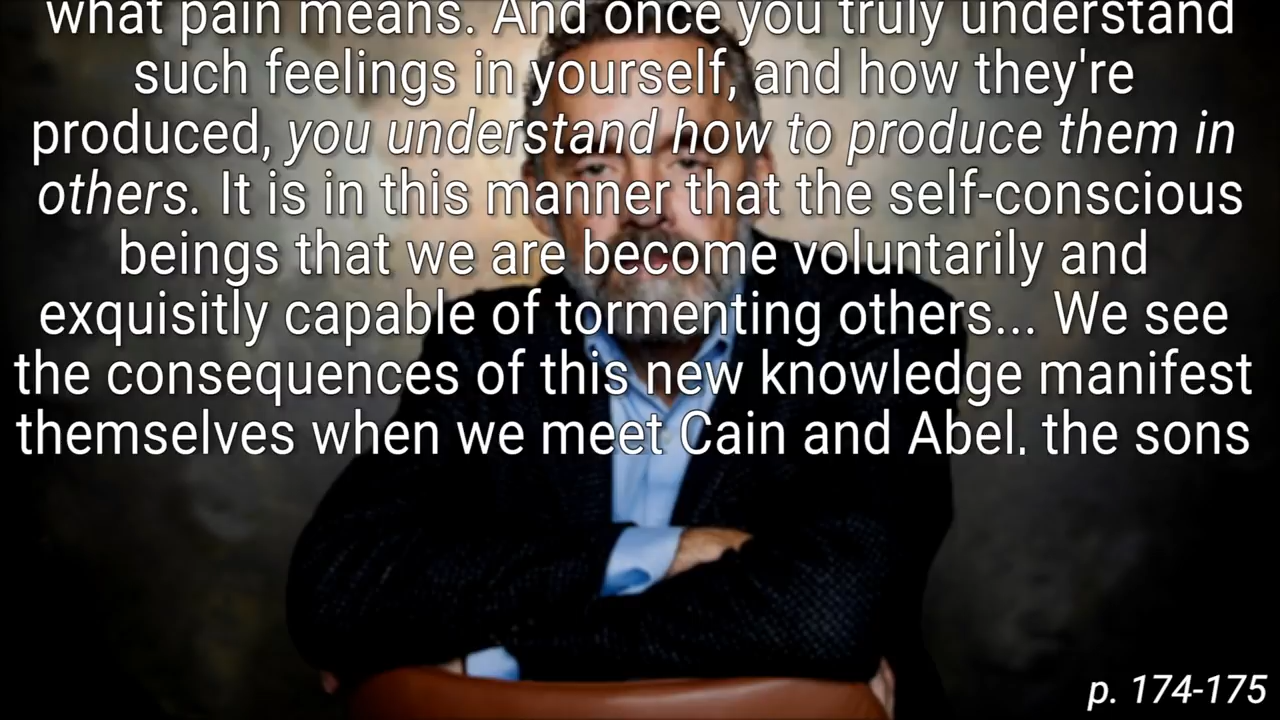 what pain means. And once you truly understand
such feelings in yourself, and how they're
produced, you understand how to produce them in
others. It is in this manner that the self-conscious
beings that we are become voluntarily and
exquisitly capable of tormenting others... We see
the consequences of this new knowledge manifest
themselves when we meet Cain and Abel. the sons
p. 174-175